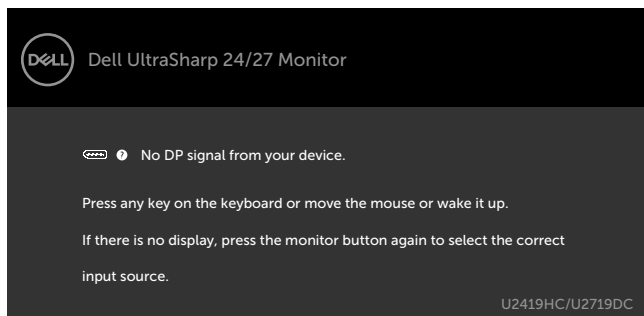 DELL
Dell UltraSharp 24/27 Monitor
? No DP signal from your device.
Press any key on the keyboard or move the mouse or wake it up.
If there is no display, press the monitor button again to select the correct
input source.
U2419HC/U2719DC